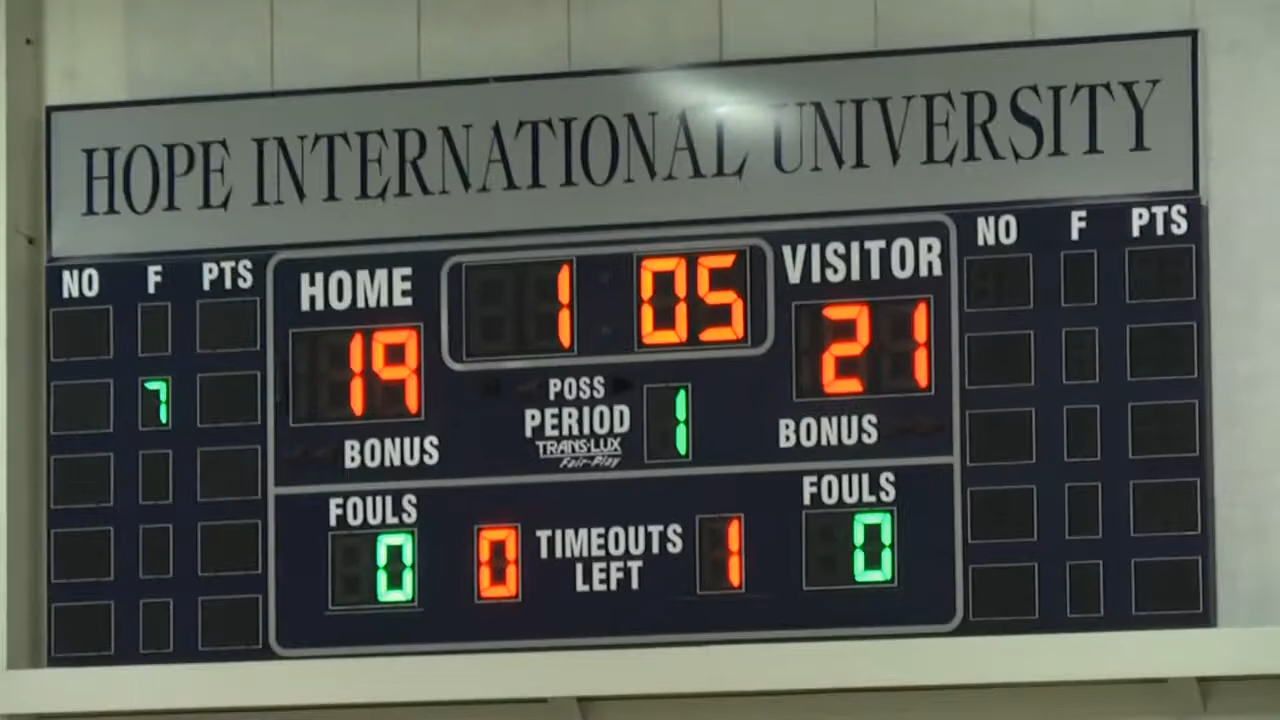 HOPE INTERNATIONAL UNIVERSITY
NO F PTS
HOME
1 05
VISITOR
NO F PTS
19
21
7
POSS
PERIOD
1
TRANS-LUX
Fair-Play
BONUS
BONUS
FOULS
FOULS
0
0
TIMEOUTS
LEFT
1
0